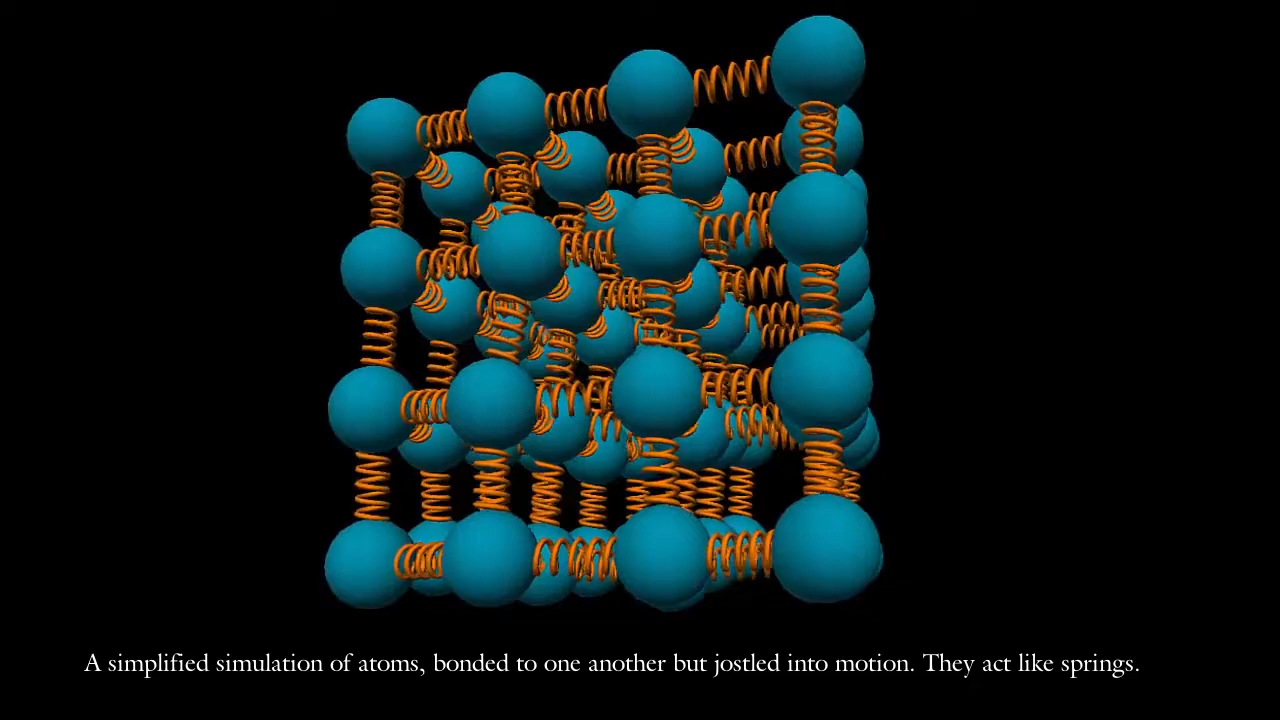 A simplified simulation of atoms, bonded to one another but jostled into motion. They act like springs.